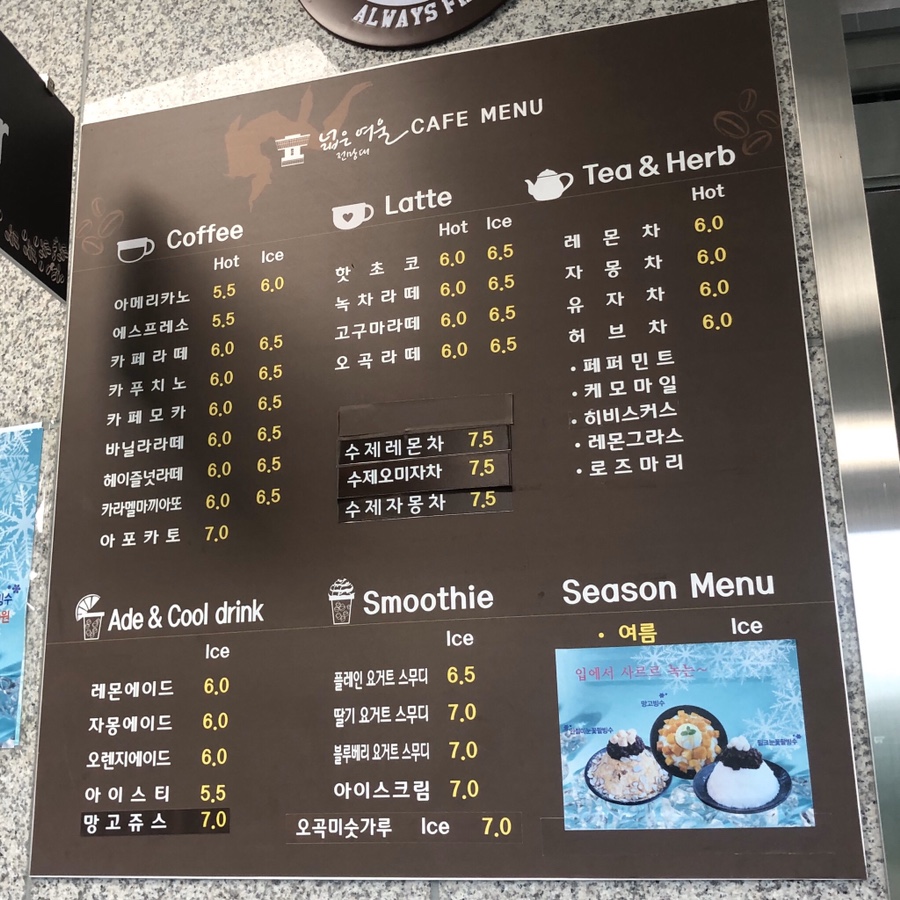 ALWAYS FR
넓은여울 CAFE MENU
전망대
Coffee
Hot Ice
아메리카노 5.5 6.0
에스프레소 5.5
카페라떼 6.0 6.5
카푸치노 6.0 6.5
카페모카 6.0 6.5
바닐라라떼 6.0 6.5
헤이즐넛라떼 6.0 6.5
카라멜마끼아또 6.0 6.5
아포카토 7.0
Latte
Hot Ice
핫초코 6.0 6.5
녹차라떼 6.0 6.5
고구마라떼 6.0 6.5
오곡라떼 6.0 6.5
수제레몬차 7.5
수제오미자차 7.5
수제자몽차 7.5
Tea & Herb
Hot
레몬차 6.0
자몽차 6.0
유자차 6.0
허브차 6.0
• 페퍼민트
• 케모마일
• 히비스커스
• 레몬그라스
• 로즈마리
Ade & Cool drink
Ice
레몬에이드 6.0
자몽에이드 6.0
오렌지에이드 6.0
아이스티 5.5
망고쥬스 7.0
Smoothie
Ice
플레인 요거트 스무디 6.5
딸기 요거트 스무디 7.0
블루베리 요거트 스무디 7.0
아이스크림 7.0
오곡미숫가루 Ice 7.0
Season Menu
• 여름 Ice
입에서 사르르 녹는~
망고빙수
밀크눈꽃팥빙수